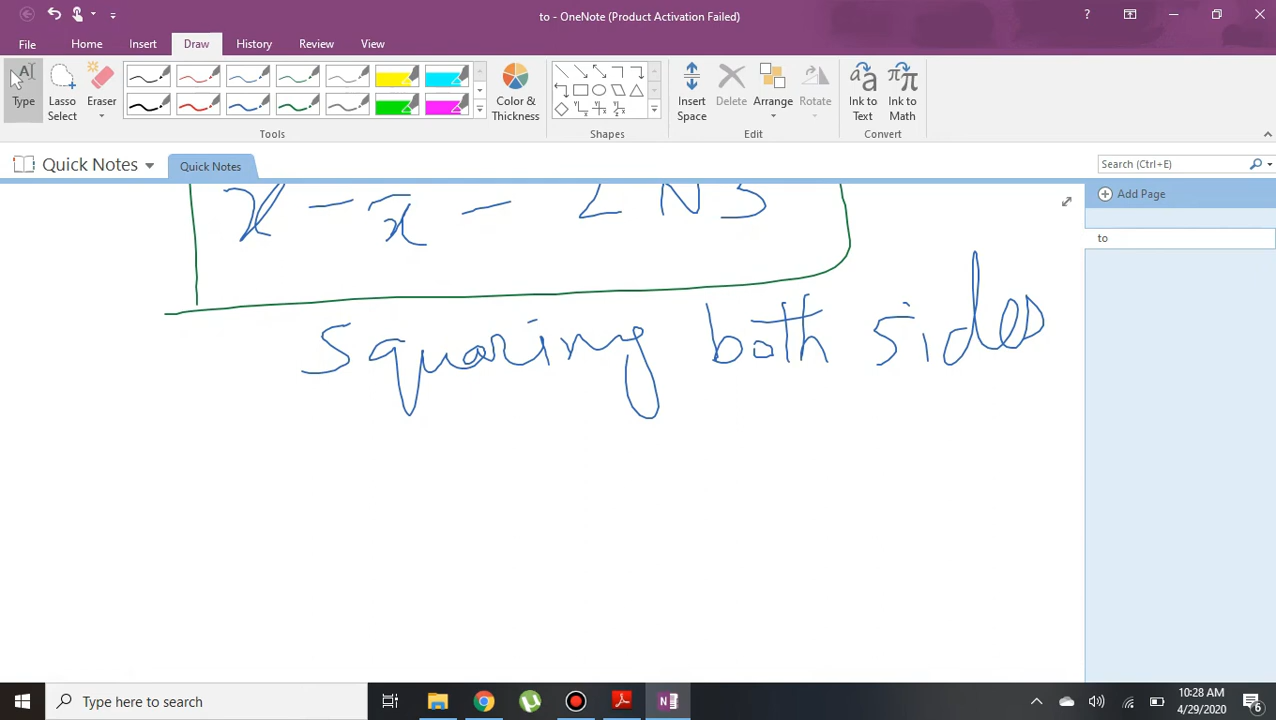 to - OneNote (Product Activation Failed)
?
File Home Insert Draw History Review View
Type
Lasso Select
Eraser
Color & Thickness
Insert Space
Delete
Arrange
Rotate
Ink to Text
Ink to Math
Tools
Shapes
Edit
Convert
Quick Notes
Quick Notes
Search (Ctrl+E)
Add Page
to
squaring both sides
Type here to search
10:28 AM
4/29/2020
6